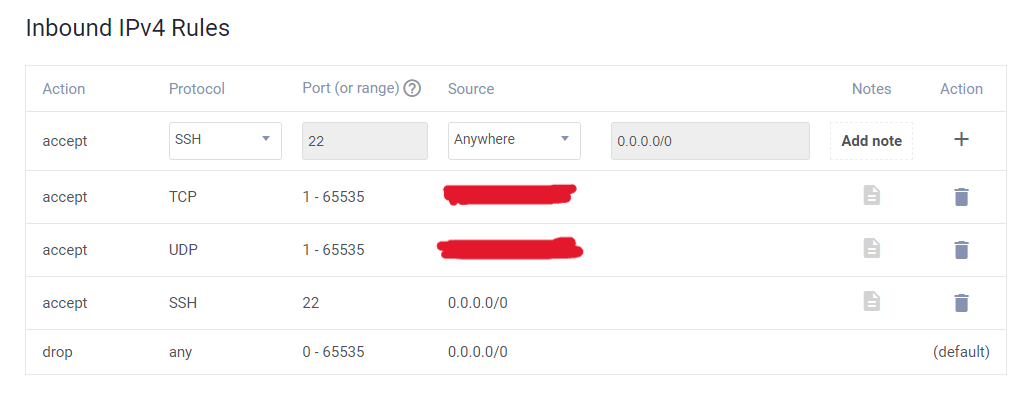 Inbound IPv4 Rules
Action Protocol Port (or range) ? Source Notes Action
accept SSH 22 Anywhere 0.0.0.0/0 Add note +
accept TCP 1 - 65535
accept UDP 1 - 65535
accept SSH 22 0.0.0.0/0
drop any 0 - 65535 0.0.0.0/0 (default)